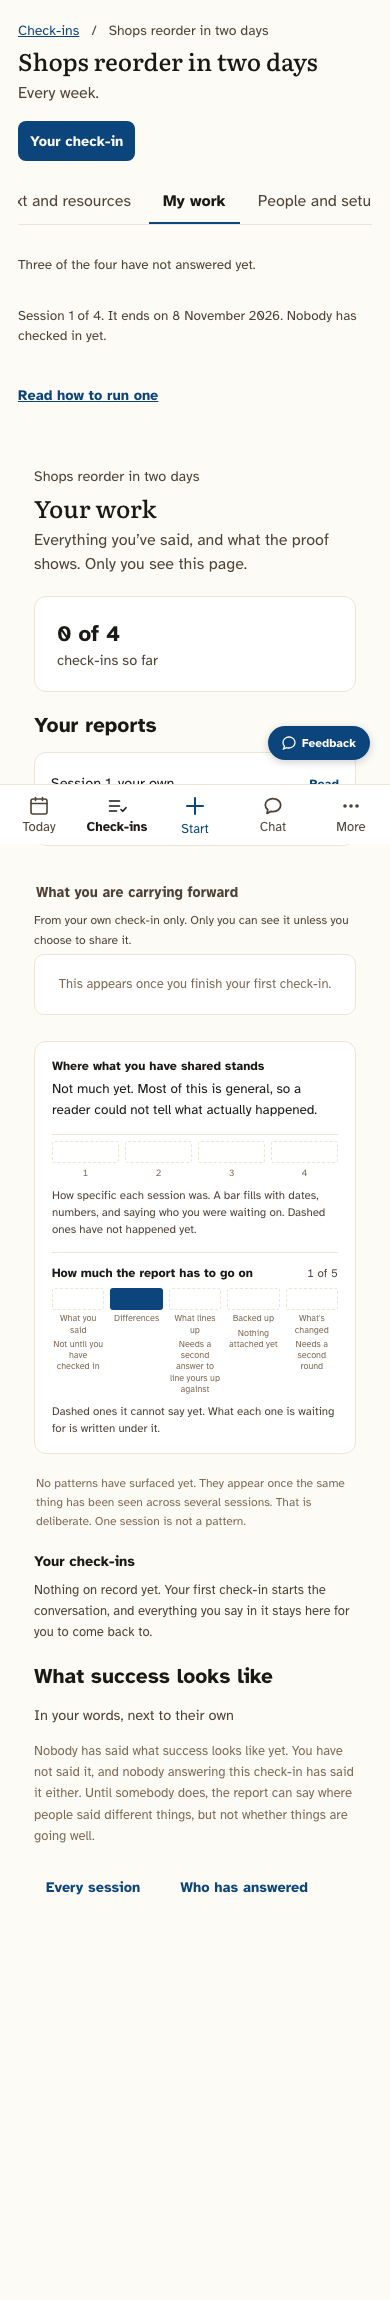 Check-ins / Shops reorder in two days
Shops reorder in two days
Every week.
Your check-in
and resources My work People and setu
Three of the four have not answered yet.
Session 1 of 4. It ends on 8 November 2026. Nobody has
checked in yet.
Read how to run one
Shops reorder in two days
Your work
Everything you've said, and what the proof
shows. Only you see this page.
0 of 4
check-ins so far
Your reports
Feedback
Session 1, your own Read
Today Check-ins Start Chat More
What you are carrying forward
From your own check-in only. Only you can see it unless you
choose to share it.
This appears once you finish your first check-in.
Where what you have shared stands
Not much yet. Most of this is general, so a
reader could not tell what actually happened.
1 2 3 4
How specific each session was. A bar fills with dates,
numbers, and saying who you were waiting on. Dashed
ones have not happened yet.
How much the report has to go on 1 of 5
What you said
Not until you have checked in
Differences
What lines up
Needs a second answer to line yours up against
Backed up
Nothing attached yet
What's changed
Needs a second round
Dashed ones it cannot say yet. What each one is waiting
for is written under it.
No patterns have surfaced yet. They appear once the same
thing has been seen across several sessions. That is
deliberate. One session is not a pattern.
Your check-ins
Nothing on record yet. Your first check-in starts the
conversation, and everything you say in it stays here for
you to come back to.
What success looks like
In your words, next to their own
Nobody has said what success looks like yet. You have
not said it, and nobody answering this check-in has said
it either. Until somebody does, the report can say where
people said different things, but not whether things are
going well.
Every session Who has answered